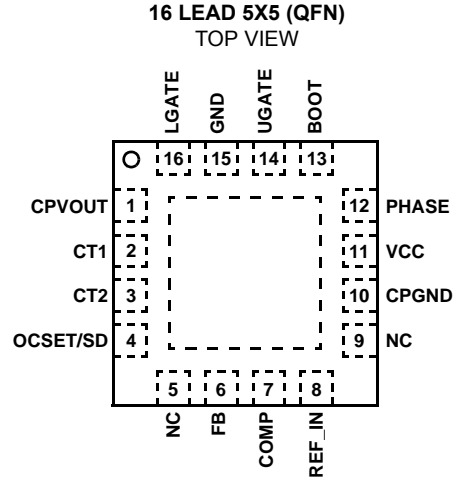 16 LEAD 5X5 (QFN)
TOP VIEW
LGATE
GND
UGATE
BOOT
16
15
14
13
CPVOUT 1
12 PHASE
CT1 2
11 VCC
CT2 3
10 CPGND
OCSET/SD 4
9 NC
5
6
7
8
NC
FB
COMP
REF_IN